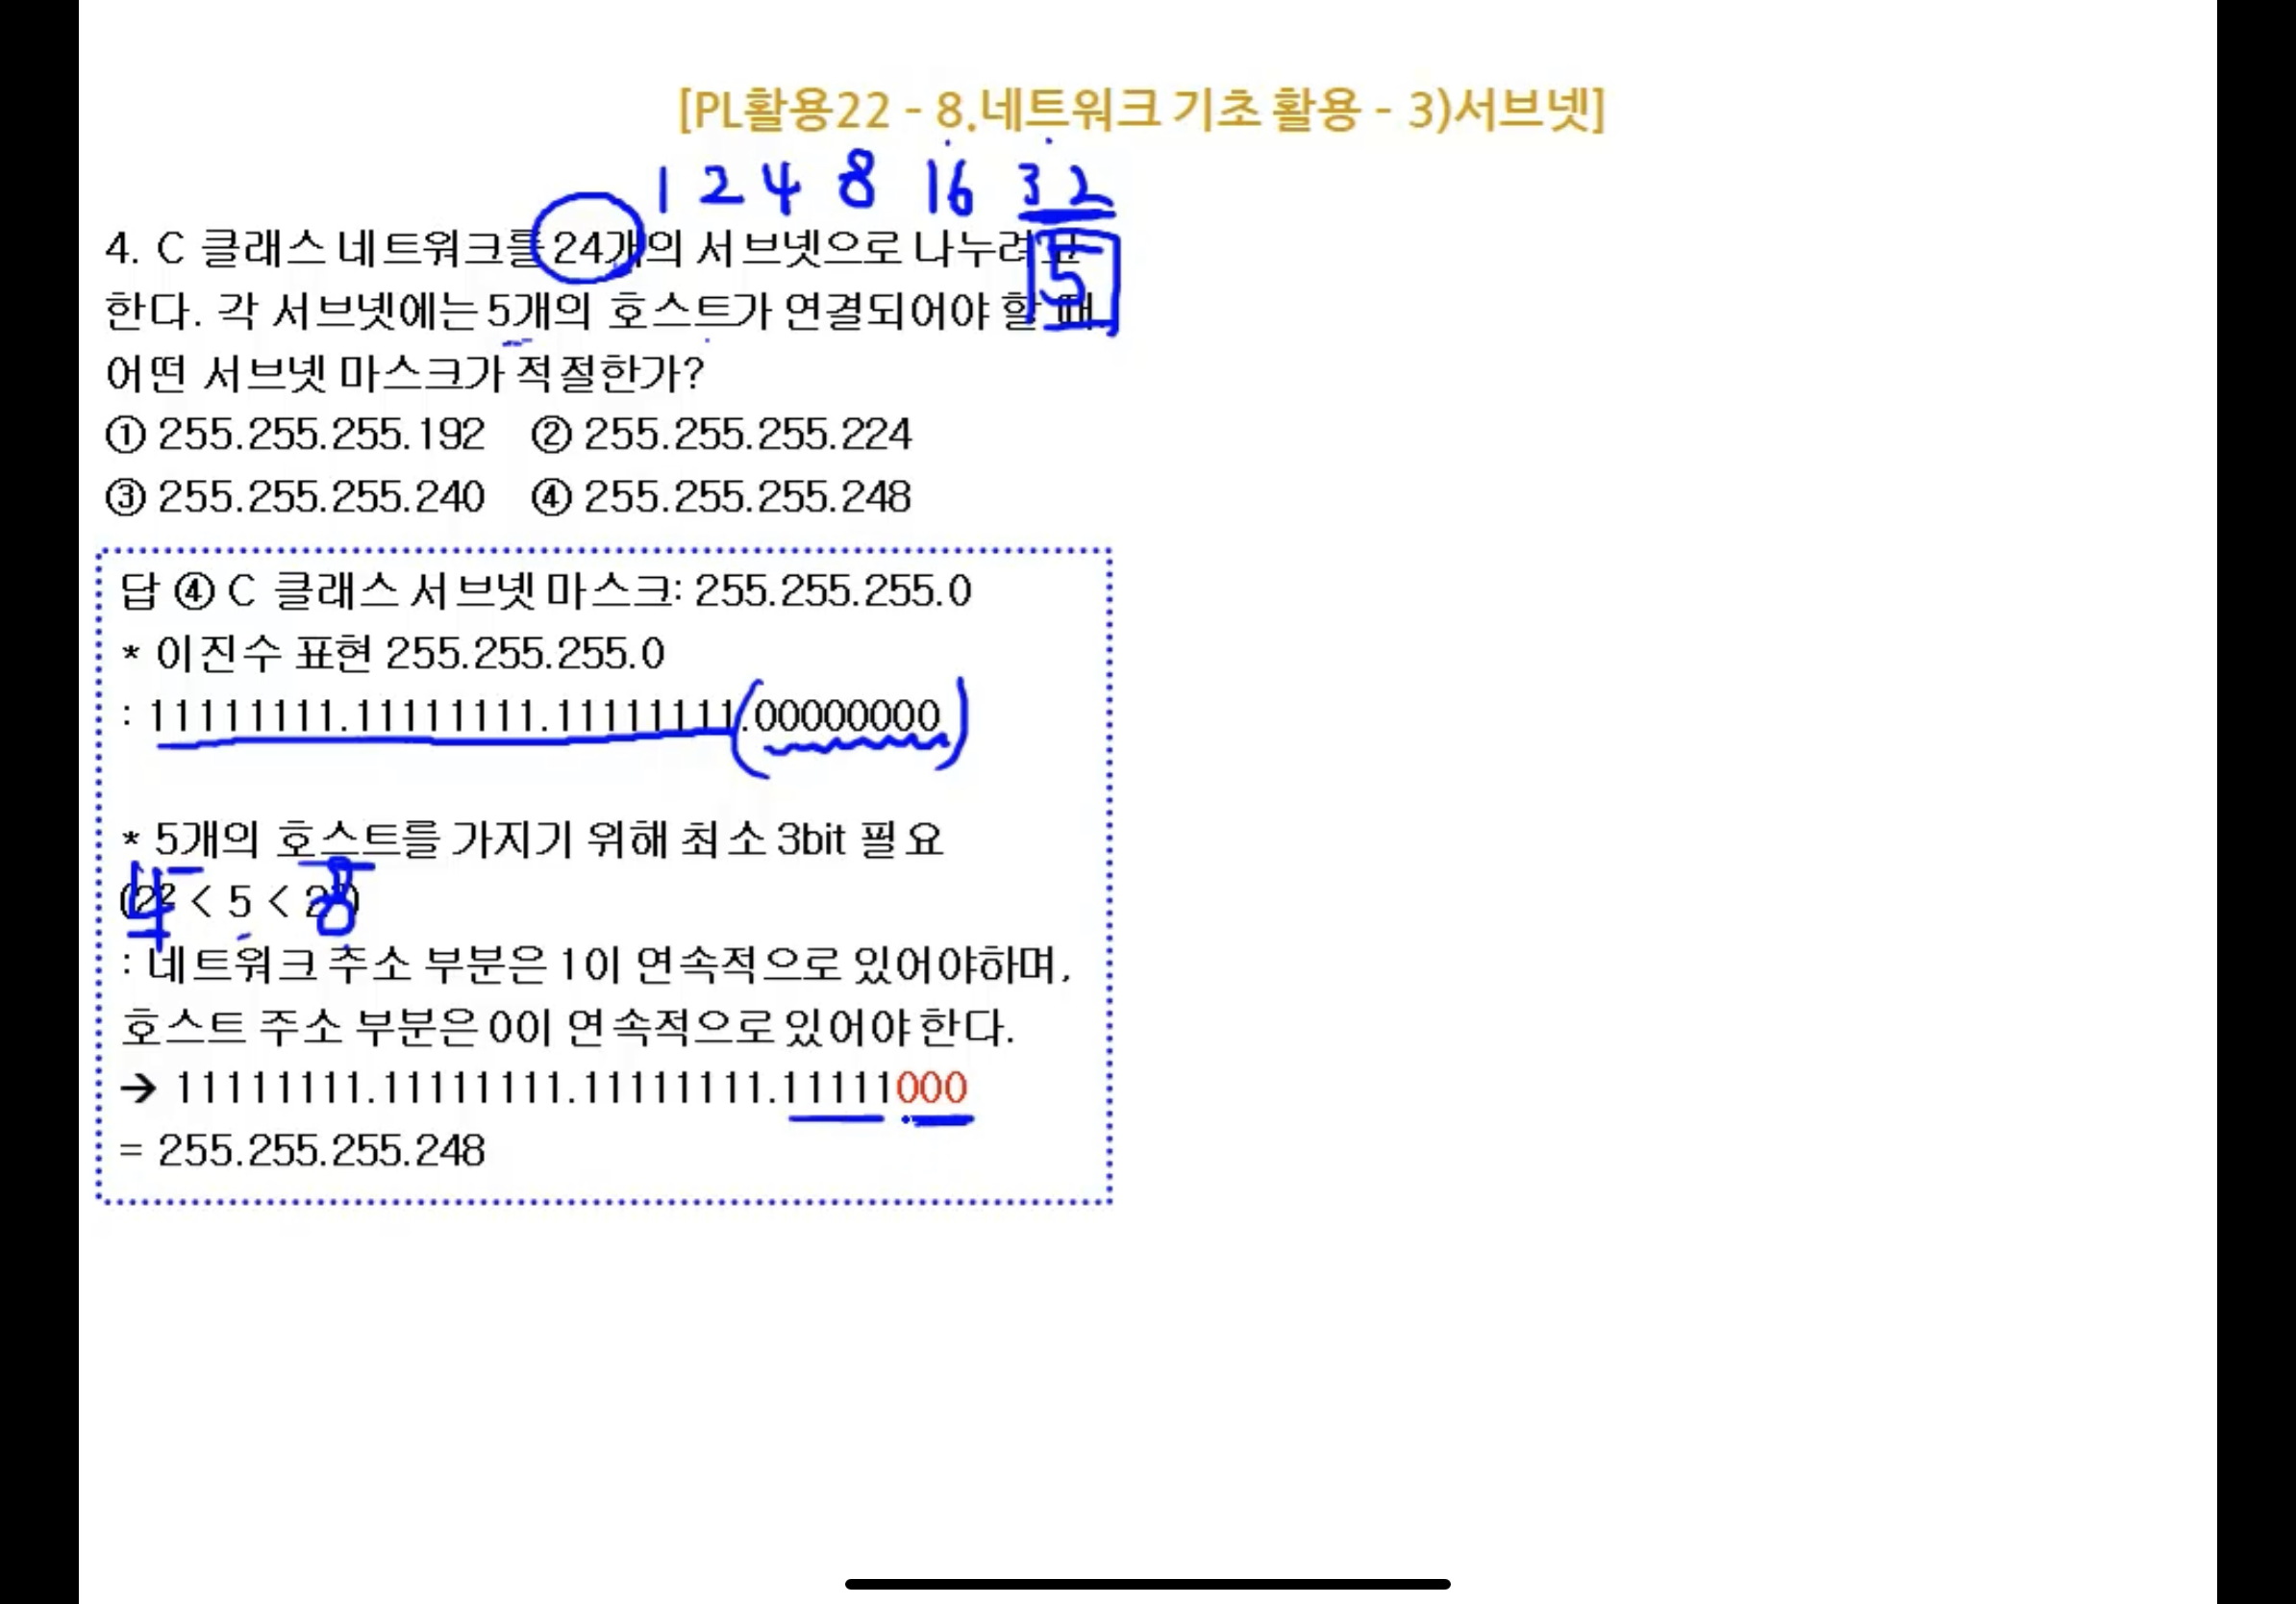 [PL활용22 - 8.네트워크 기초 활용 - 3)서브넷]
1 2 4 8 16 32
4. C 클래스 네트워크를 24개의 서브넷으로 나누려고
5
한다. 각 서브넷에는 5개의 호스트가 연결되어야 할 때
어떤 서브넷 마스크가 적절한가?
① 255.255.255.192 ② 255.255.255.224
③ 255.255.255.240 ④ 255.255.255.248
답 ④ C 클래스 서브넷 마스크: 255.255.255.0
* 이진수 표현 255.255.255.0
: 11111111.11111111.11111111.00000000
* 5개의 호스트를 가지기 위해 최소 3bit 필요
4 8
(2² < 5 < 2³)
: 네트워크 주소 부분은 1이 연속적으로 있어야하며,
호스트 주소 부분은 0이 연속적으로 있어야 한다.
→ 11111111.11111111.11111111.11111000
= 255.255.255.248